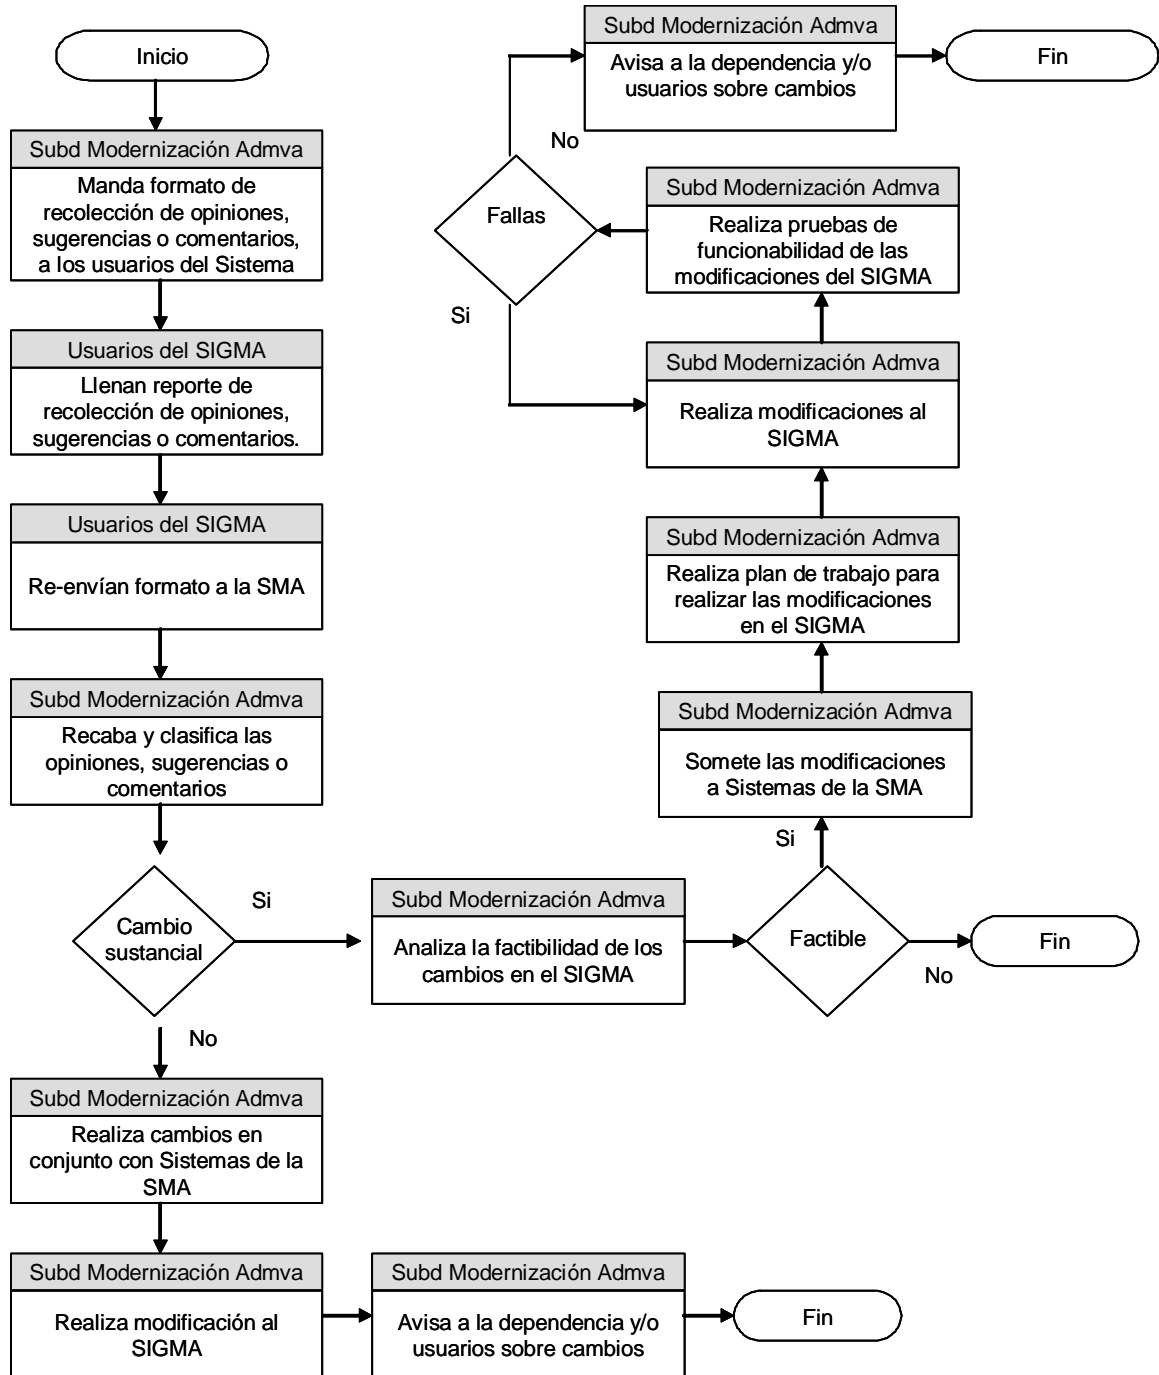 Inicio
Subd Modernización Admva
Manda formato de
recolección de opiniones,
sugerencias o comentarios,
a los usuarios del Sistema
Usuarios del SIGMA
Llenan reporte de
recolección de opiniones,
sugerencias o comentarios.
Usuarios del SIGMA
Re-envían formato a la SMA
Subd Modernización Admva
Recaba y clasifica las
opiniones, sugerencias o
comentarios
Cambio
sustancial
Si
No
Subd Modernización Admva
Analiza la factibilidad de los
cambios en el SIGMA
Factible
Si
No
Fin
Subd Modernización Admva
Somete las modificaciones
a Sistemas de la SMA
Subd Modernización Admva
Realiza plan de trabajo para
realizar las modificaciones
en el SIGMA
Subd Modernización Admva
Realiza modificaciones al
SIGMA
Subd Modernización Admva
Realiza pruebas de
funcionabilidad de las
modificaciones del SIGMA
Fallas
Si
No
Subd Modernización Admva
Avisa a la dependencia y/o
usuarios sobre cambios
Fin
Subd Modernización Admva
Realiza cambios en
conjunto con Sistemas de la
SMA
Subd Modernización Admva
Realiza modificación al
SIGMA
Subd Modernización Admva
Avisa a la dependencia y/o
usuarios sobre cambios
Fin